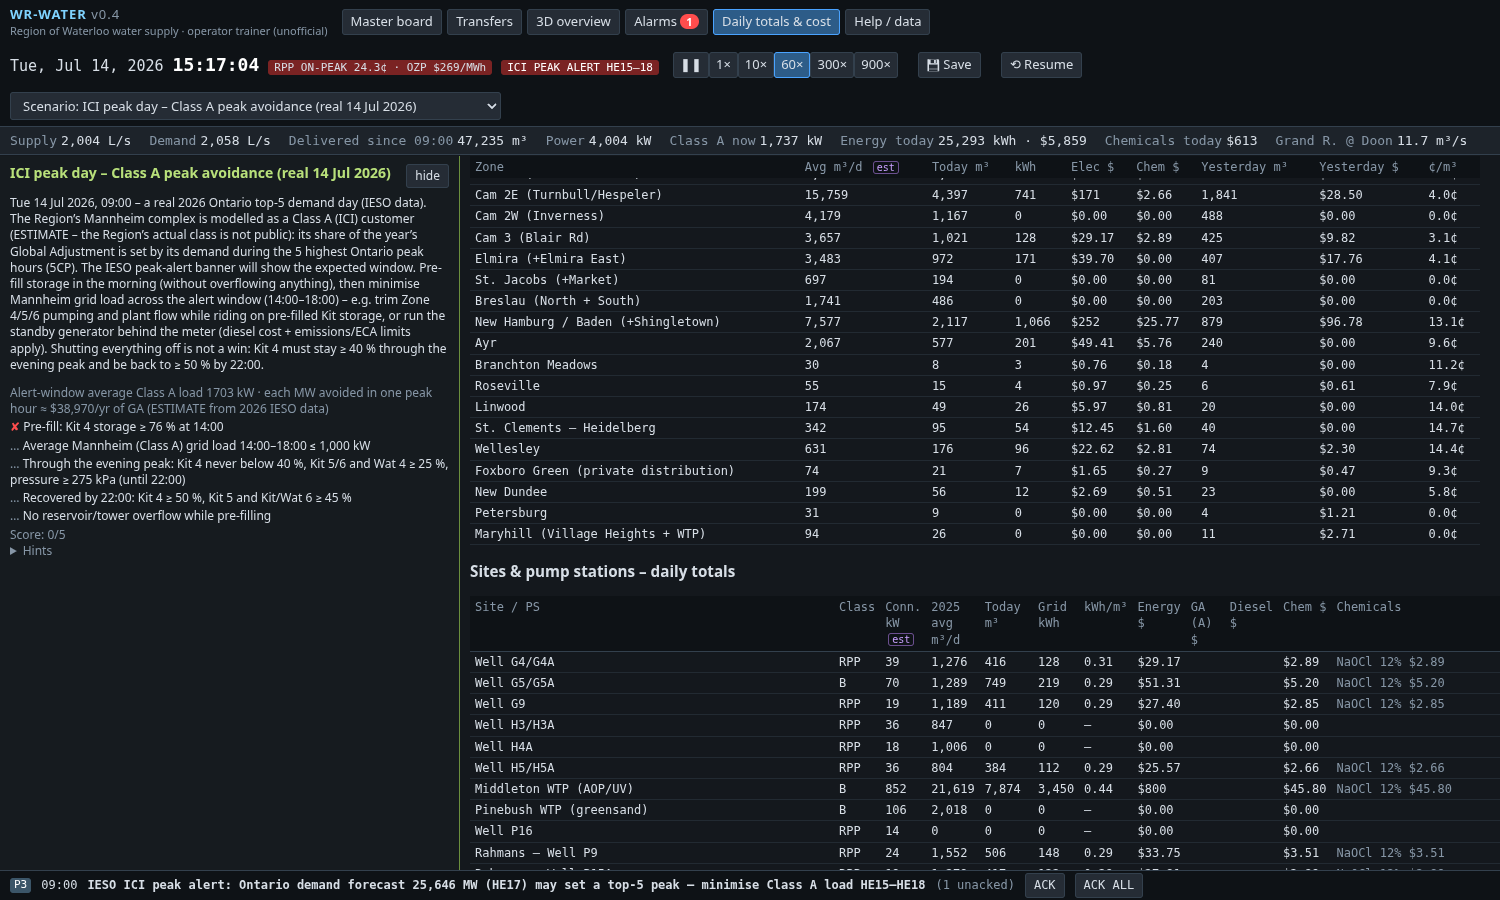 WR-WATER v0.4
Region of Waterloo water supply · operator trainer (unofficial)
Master board
Transfers
3D overview
Alarms 1
Daily totals & cost
Help / data
Tue, Jul 14, 2026 15:17:04 RPP ON-PEAK 24.3¢ · OZP $269/MWh ICI PEAK ALERT HE15–18
❚❚ 1× 10× 60× 300× 900× 💾 Save ⟲ Resume
Scenario: ICI peak day – Class A peak avoidance (real 14 Jul 2026)
Supply 2,004 L/s Demand 2,058 L/s Delivered since 09:00 47,235 m³ Power 4,004 kW Class A now 1,737 kW Energy today 25,293 kWh · $5,859 Chemicals today $613 Grand R. @ Doon 11.7 m³/s
ICI peak day – Class A peak avoidance (real 14 Jul 2026) hide
Tue 14 Jul 2026, 09:00 – a real 2026 Ontario top-5 demand day (IESO data).
The Region's Mannheim complex is modelled as a Class A (ICI) customer
(ESTIMATE – the Region's actual class is not public): its share of the year's
Global Adjustment is set by its demand during the 5 highest Ontario peak
hours (5CP). The IESO peak-alert banner will show the expected window. Pre-
fill storage in the morning (without overflowing anything), then minimise
Mannheim grid load across the alert window (14:00–18:00) – e.g. trim Zone
4/5/6 pumping and plant flow while riding on pre-filled Kit storage, or run the
standby generator behind the meter (diesel cost + emissions/ECA limits
apply). Shutting everything off is not a win: Kit 4 must stay ≥ 40 % through the
evening peak and be back to ≥ 50 % by 22:00.
Alert-window average Class A load 1703 kW · each MW avoided in one peak
hour ≈ $38,970/yr of GA (ESTIMATE from 2026 IESO data)
✘ Pre-fill: Kit 4 storage ≥ 76 % at 14:00
… Average Mannheim (Class A) grid load 14:00–18:00 ≤ 1,000 kW
… Through the evening peak: Kit 4 never below 40 %, Kit 5/6 and Wat 4 ≥ 25 %,
pressure ≥ 275 kPa (until 22:00)
… Recovered by 22:00: Kit 4 ≥ 50 %, Kit 5 and Kit/Wat 6 ≥ 45 %
… No reservoir/tower overflow while pre-filling
Score: 0/5
▶ Hints
Zone Avg m³/d est Today m³ kWh Elec $ Chem $ Yesterday m³ Yesterday $ ¢/m³
Cam 2E (Turnbull/Hespeler) 15,759 4,397 741 $171 $2.66 1,841 $28.50 4.0¢
Cam 2W (Inverness) 4,179 1,167 0 $0.00 $0.00 488 $0.00 0.0¢
Cam 3 (Blair Rd) 3,657 1,021 128 $29.17 $2.89 425 $9.82 3.1¢
Elmira (+Elmira East) 3,483 972 171 $39.70 $0.00 407 $17.76 4.1¢
St. Jacobs (+Market) 697 194 0 $0.00 $0.00 81 $0.00 0.0¢
Breslau (North + South) 1,741 486 0 $0.00 $0.00 203 $0.00 0.0¢
New Hamburg / Baden (+Shingletown) 7,577 2,117 1,066 $252 $25.77 879 $96.78 13.1¢
Ayr 2,067 577 201 $49.41 $5.76 240 $0.00 9.6¢
Branchton Meadows 30 8 3 $0.76 $0.18 4 $0.00 11.2¢
Roseville 55 15 4 $0.97 $0.25 6 $0.61 7.9¢
Linwood 174 49 26 $5.97 $0.81 20 $0.00 14.0¢
St. Clements – Heidelberg 342 95 54 $12.45 $1.60 40 $0.00 14.7¢
Wellesley 631 176 96 $22.62 $2.81 74 $2.30 14.4¢
Foxboro Green (private distribution) 74 21 7 $1.65 $0.27 9 $0.47 9.3¢
New Dundee 199 56 12 $2.69 $0.51 23 $0.00 5.8¢
Petersburg 31 9 0 $0.00 $0.00 4 $1.21 0.0¢
Maryhill (Village Heights + WTP) 94 26 0 $0.00 $0.00 11 $2.71 0.0¢
Sites & pump stations – daily totals
Site / PS Class Conn. kW est 2025 avg m³/d Today m³ Grid kWh kWh/m³ Energy $ GA (A) $ Diesel $ Chem $ Chemicals
Well G4/G4A RPP 39 1,276 416 128 0.31 $29.17 $2.89 NaOCl 12% $2.89
Well G5/G5A B 70 1,289 749 219 0.29 $51.31 $5.20 NaOCl 12% $5.20
Well G9 RPP 19 1,189 411 120 0.29 $27.40 $2.85 NaOCl 12% $2.85
Well H3/H3A RPP 36 847 0 0 – $0.00 $0.00
Well H4A RPP 18 1,006 0 0 – $0.00 $0.00
Well H5/H5A RPP 36 804 384 112 0.29 $25.57 $2.66 NaOCl 12% $2.66
Middleton WTP (AOP/UV) B 852 21,619 7,874 3,450 0.44 $800 $45.80 NaOCl 12% $45.80
Pinebush WTP (greensand) B 106 2,018 0 0 – $0.00 $0.00
Well P16 RPP 14 0 0 0 – $0.00 $0.00
Rahmans – Well P9 RPP 24 1,552 506 148 0.29 $33.75 $3.51 NaOCl 12% $3.51
P3 09:00 IESO ICI peak alert: Ontario demand forecast 25,646 MW (HE17) may set a top-5 peak – minimise Class A load HE15–HE18 (1 unacked) ACK ACK ALL